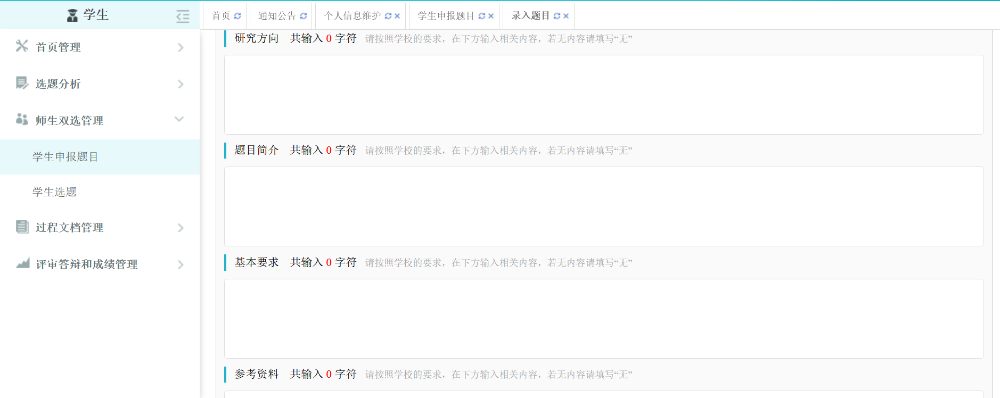 学生
首页管理
选题分析
师生双选管理
学生申报题目
学生选题
过程文档管理
评审答辩和成绩管理
首页 通知公告 个人信息维护 学生申报题目 录入题目
研究方向 共输入 0 字符 请按照学校的要求，在下方输入相关内容，若无内容请填写“无”
题目简介 共输入 0 字符 请按照学校的要求，在下方输入相关内容，若无内容请填写“无”
基本要求 共输入 0 字符 请按照学校的要求，在下方输入相关内容，若无内容请填写“无”
参考资料 共输入 0 字符 请按照学校的要求，在下方输入相关内容，若无内容请填写“无”